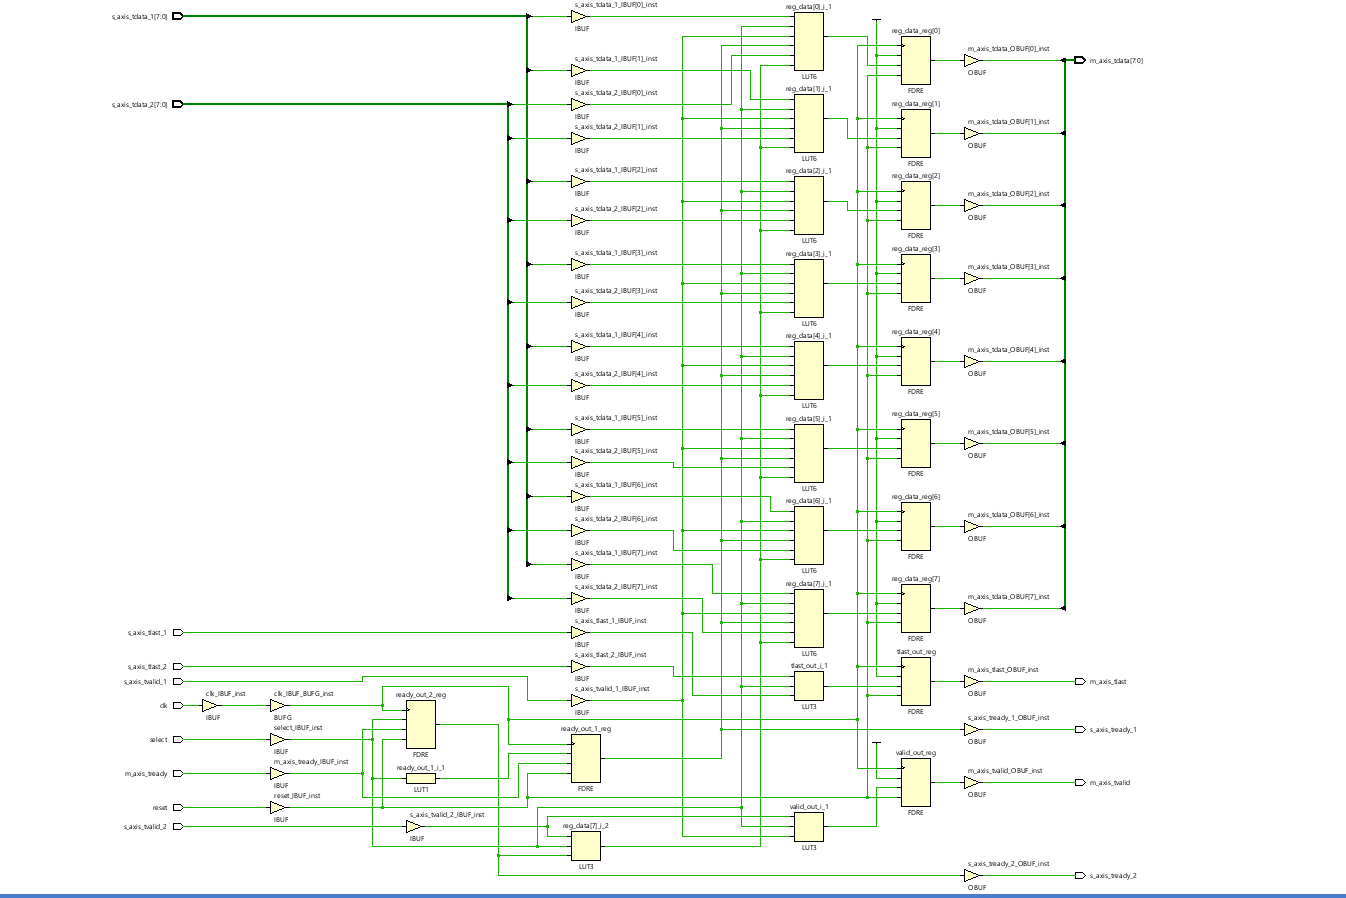 s_axis_tdata_1[7:0]
s_axis_tdata_1_IBUF[0]_inst
IBUF
reg_data[0]_i_1
LUT6
reg_data_reg[0]
FDRE
m_axis_tdata_OBUF[0]_inst
OBUF
m_axis_tdata[7:0]
s_axis_tdata_1_IBUF[1]_inst
IBUF
s_axis_tdata_2[7:0]
s_axis_tdata_2_IBUF[0]_inst
IBUF
reg_data[1]_i_1
LUT6
reg_data_reg[1]
FDRE
m_axis_tdata_OBUF[1]_inst
OBUF
s_axis_tdata_2_IBUF[1]_inst
IBUF
s_axis_tdata_1_IBUF[2]_inst
IBUF
reg_data[2]_i_1
LUT6
reg_data_reg[2]
FDRE
m_axis_tdata_OBUF[2]_inst
OBUF
s_axis_tdata_2_IBUF[2]_inst
IBUF
s_axis_tdata_1_IBUF[3]_inst
IBUF
reg_data[3]_i_1
LUT6
reg_data_reg[3]
FDRE
m_axis_tdata_OBUF[3]_inst
OBUF
s_axis_tdata_2_IBUF[3]_inst
IBUF
s_axis_tdata_1_IBUF[4]_inst
IBUF
reg_data[4]_i_1
LUT6
reg_data_reg[4]
FDRE
m_axis_tdata_OBUF[4]_inst
OBUF
s_axis_tdata_2_IBUF[4]_inst
IBUF
s_axis_tdata_1_IBUF[5]_inst
IBUF
reg_data[5]_i_1
LUT6
reg_data_reg[5]
FDRE
m_axis_tdata_OBUF[5]_inst
OBUF
s_axis_tdata_2_IBUF[5]_inst
IBUF
s_axis_tdata_1_IBUF[6]_inst
IBUF
reg_data[6]_i_1
LUT6
reg_data_reg[6]
FDRE
m_axis_tdata_OBUF[6]_inst
OBUF
s_axis_tdata_2_IBUF[6]_inst
IBUF
s_axis_tdata_1_IBUF[7]_inst
IBUF
reg_data[7]_i_1
LUT6
reg_data_reg[7]
FDRE
m_axis_tdata_OBUF[7]_inst
OBUF
s_axis_tdata_2_IBUF[7]_inst
IBUF
s_axis_tlast_1
s_axis_tlast_1_IBUF_inst
IBUF
s_axis_tlast_2
s_axis_tlast_2_IBUF_inst
IBUF
tlast_out_i_1
LUT3
tlast_out_reg
FDRE
m_axis_tlast_OBUF_inst
OBUF
m_axis_tlast
s_axis_tvalid_1
s_axis_tvalid_1_IBUF_inst
IBUF
clk
clk_IBUF_inst
IBUF
clk_IBUF_BUFG_inst
BUFG
ready_out_2_reg
FDRE
select
select_IBUF_inst
IBUF
ready_out_1_reg
FDRE
s_axis_tready_1_OBUF_inst
OBUF
s_axis_tready_1
m_axis_tready
m_axis_tready_IBUF_inst
IBUF
ready_out_1_i_1
LUT1
valid_out_reg
FDRE
m_axis_tvalid_OBUF_inst
OBUF
m_axis_tvalid
reset
reset_IBUF_inst
IBUF
s_axis_tvalid_2
s_axis_tvalid_2_IBUF_inst
IBUF
reg_data[7]_i_2
LUT3
valid_out_i_1
LUT3
s_axis_tready_2_OBUF_inst
OBUF
s_axis_tready_2